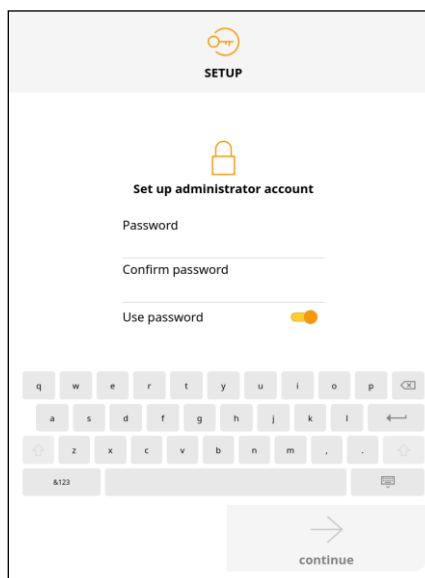 SETUP
Set up administrator account
Password
Confirm password
Use password
q w e r t y u i o p
a s d f g h j k l
z x c v b n m , .
&123
continue